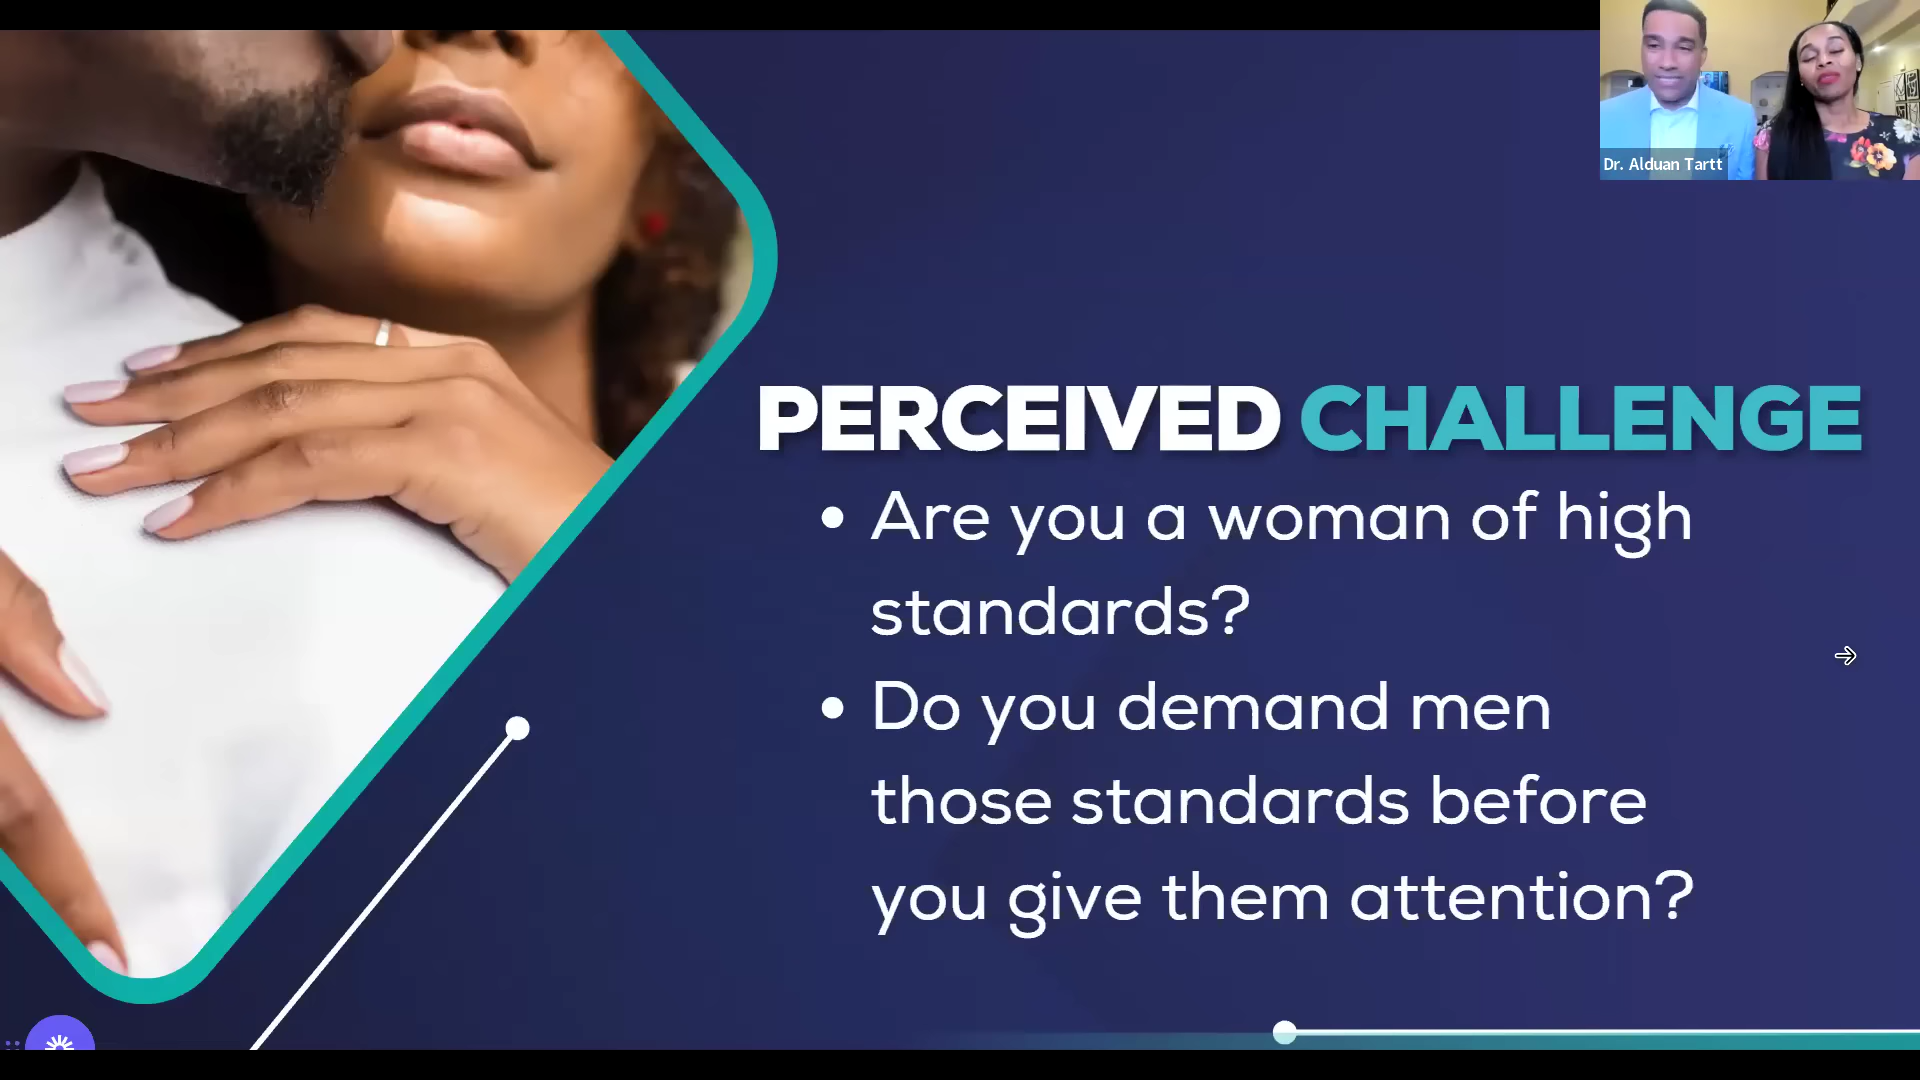 Dr. Alduan Tartt
PERCEIVED CHALLENGE
• Are you a woman of high
standards?
• Do you demand men
those standards before
you give them attention?